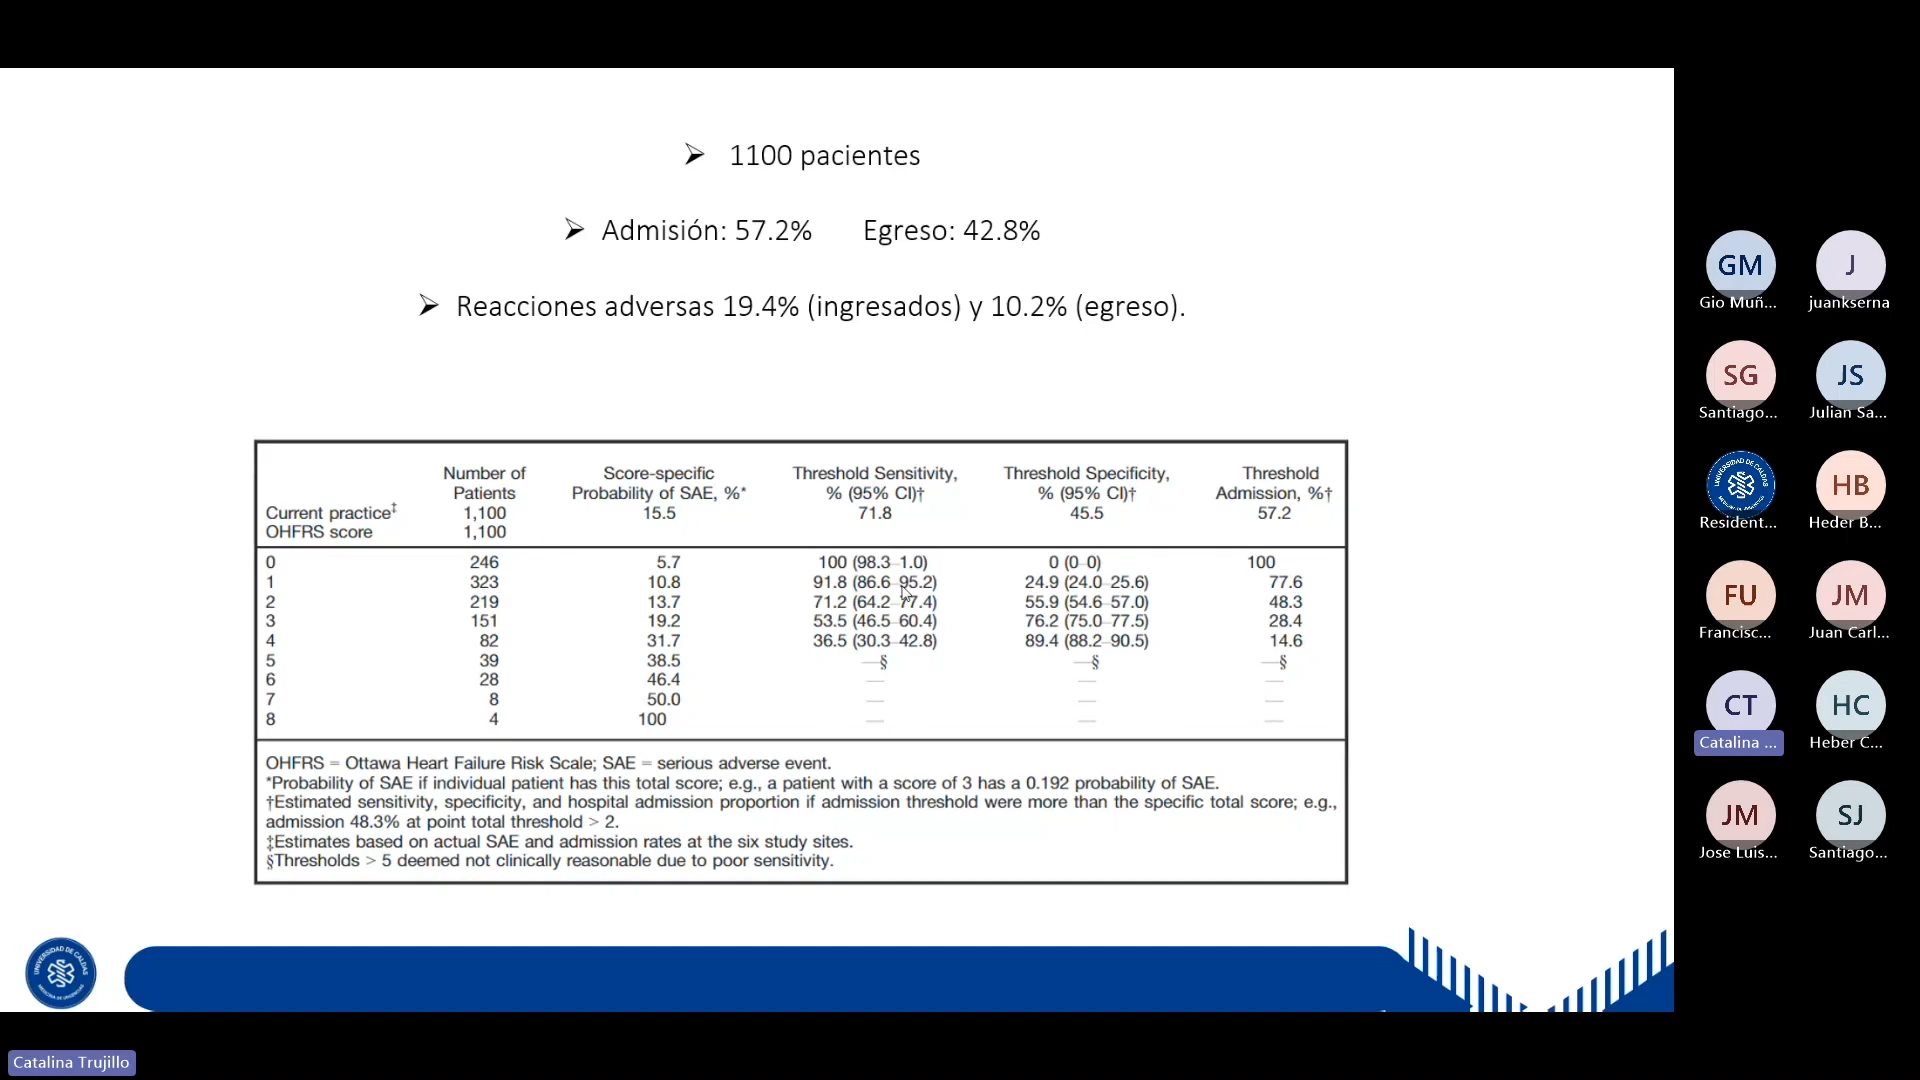 ➢ 1100 pacientes
➢ Admisión: 57.2% Egreso: 42.8%
➢ Reacciones adversas 19.4% (ingresados) y 10.2% (egreso).
Number of Patients Score-specific Probability of SAE, %* Threshold Sensitivity, % (95% CI)† Threshold Specificity, % (95% CI)† Threshold Admission, %†
Current practice‡ 1,100 15.5 71.8 45.5 57.2
OHFRS score 1,100
0 246 5.7 100 (98.3–1.0) 0 (0–0) 100
1 323 10.8 91.8 (86.6–95.2) 24.9 (24.0–25.6) 77.6
2 219 13.7 71.2 (64.2–77.4) 55.9 (54.6–57.0) 48.3
3 151 19.2 53.5 (46.5–60.4) 76.2 (75.0–77.5) 28.4
4 82 31.7 36.5 (30.3–42.8) 89.4 (88.2–90.5) 14.6
5 39 38.5 —§ —§ —§
6 28 46.4 — — —
7 8 50.0 — — —
8 4 100 — — —
OHFRS = Ottawa Heart Failure Risk Scale; SAE = serious adverse event.
*Probability of SAE if individual patient has this total score; e.g., a patient with a score of 3 has a 0.192 probability of SAE.
†Estimated sensitivity, specificity, and hospital admission proportion if admission threshold were more than the specific total score; e.g.,
admission 48.3% at point total threshold > 2.
‡Estimates based on actual SAE and admission rates at the six study sites.
§Thresholds > 5 deemed not clinically reasonable due to poor sensitivity.
UNIVERSIDAD DE CALDAS
MEDICINA DE URGENCIAS
GM J
Gio Muñ... juankserna
SG JS
Santiago... Julian Sa...
UNIVERSIDAD DE CALDAS
MEDICINA DE URGENCIAS
HB
Resident... Heder B...
FU JM
Francisc... Juan Carl...
CT HC
Catalina ... Heber C...
JM SJ
Jose Luis... Santiago...
Catalina Trujillo